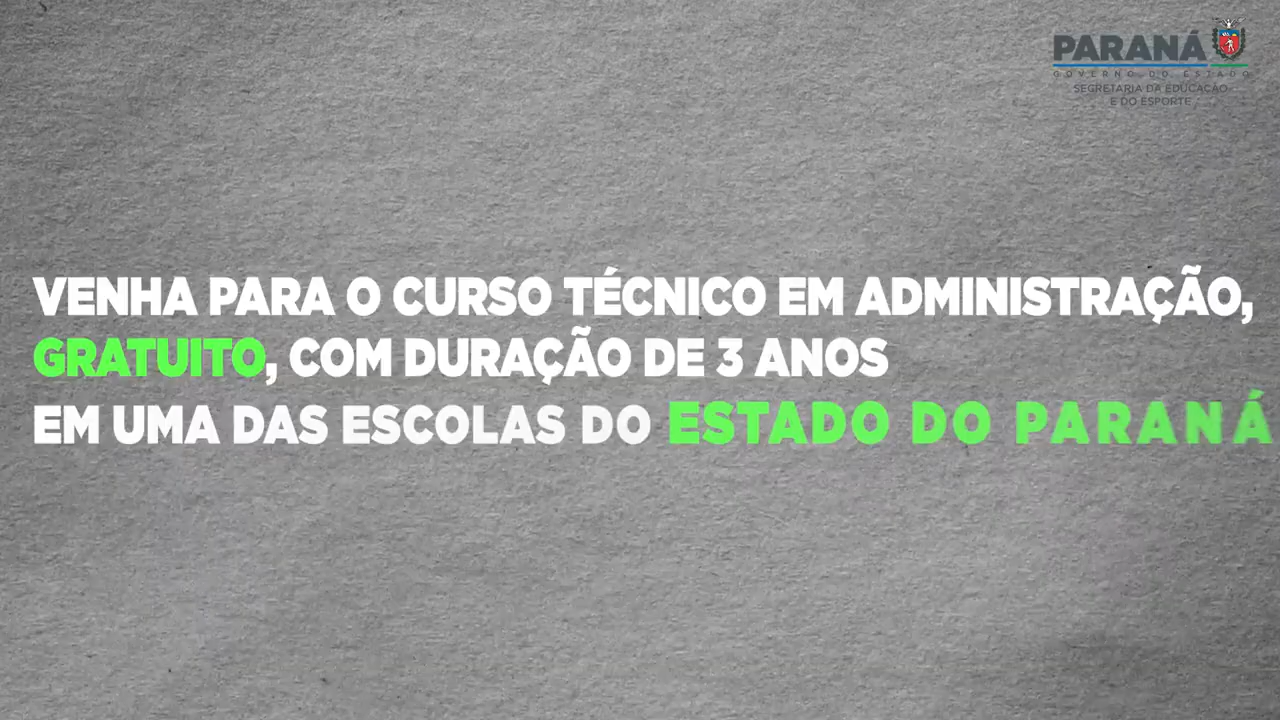 PARANÁ
GOVERNO DO ESTADO
SECRETARIA DA EDUCAÇÃO
E DO ESPORTE
VENHA PARA O CURSO TÉCNICO EM ADMINISTRAÇÃO,
GRATUITO, COM DURAÇÃO DE 3 ANOS
EM UMA DAS ESCOLAS DO ESTADO DO PARANÁ